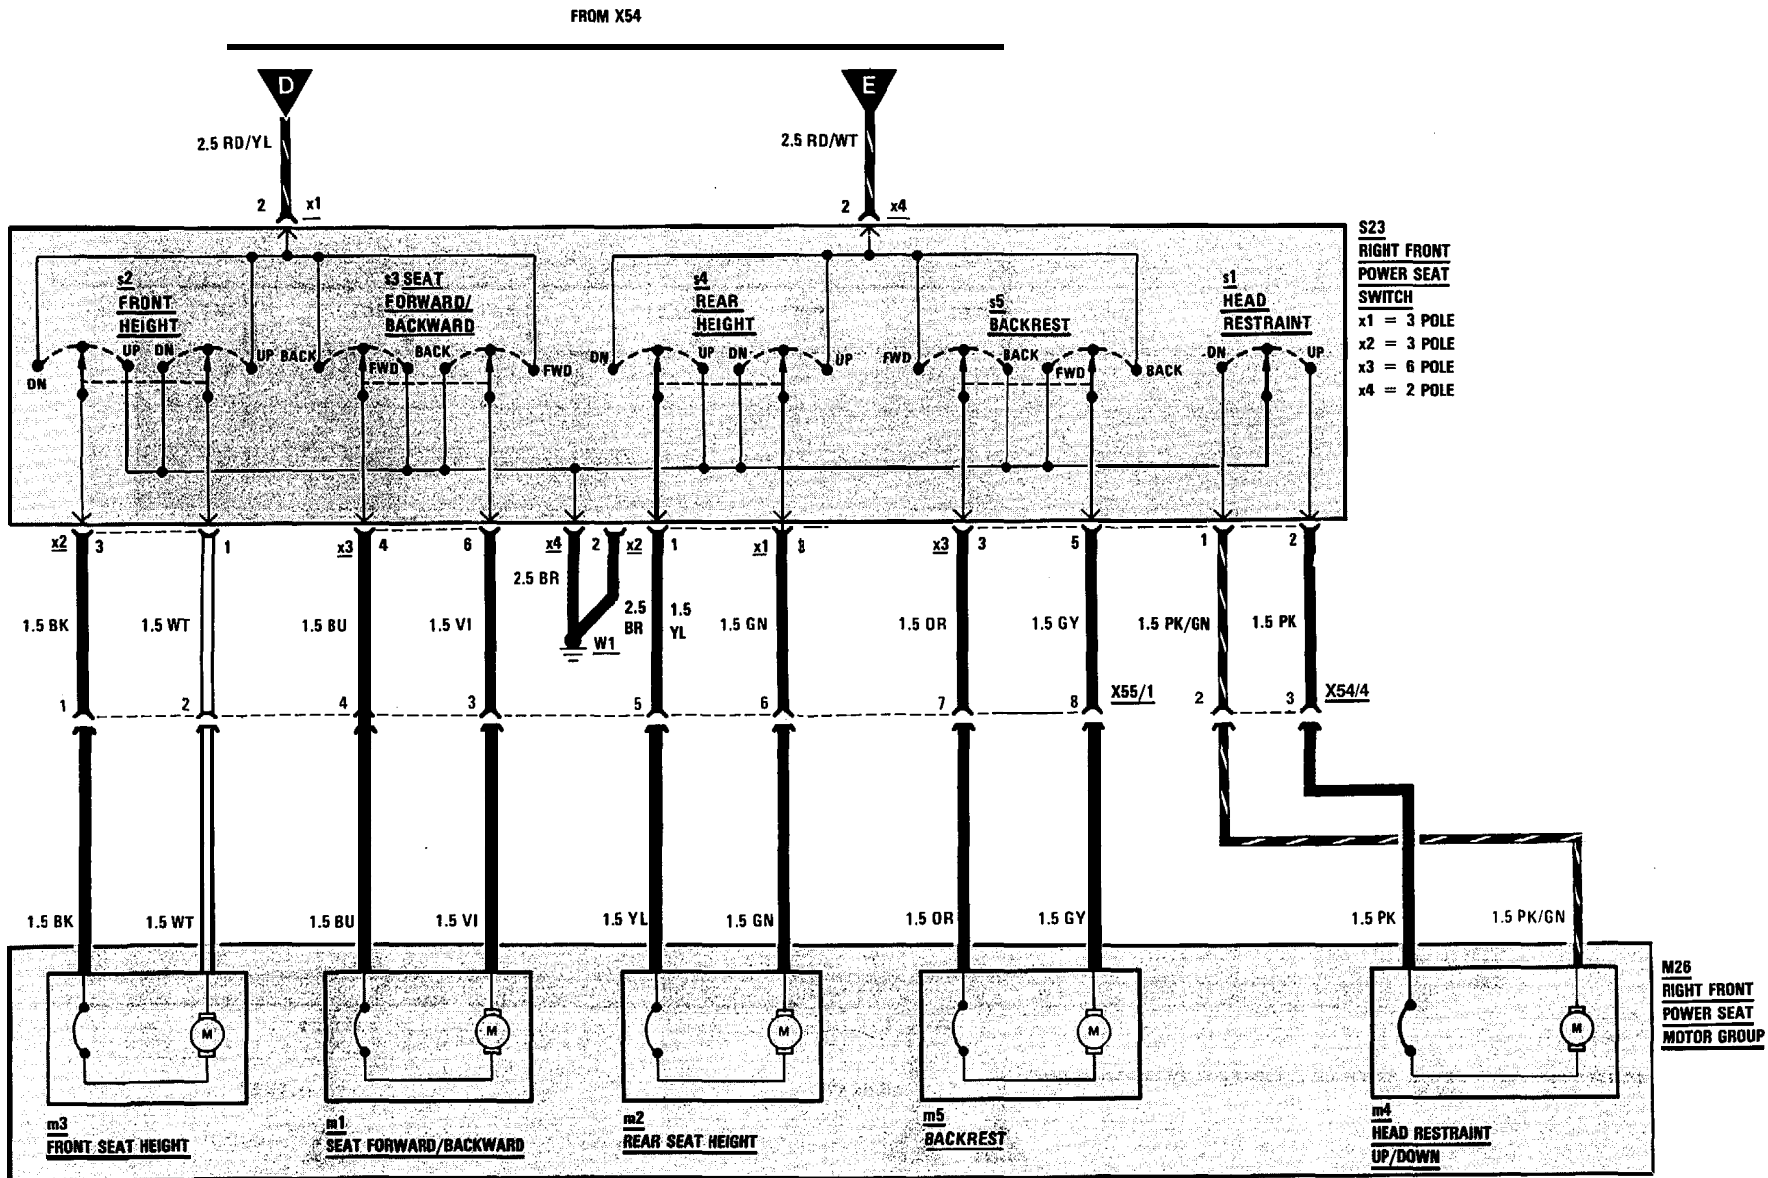 FROM X54
D
E
2.5 RD/YL
2.5 RD/WT
2 x1
2 x4
S23
RIGHT FRONT
POWER SEAT
SWITCH
x1 = 3 POLE
x2 = 3 POLE
x3 = 6 POLE
x4 = 2 POLE
s2
FRONT
HEIGHT
s3 SEAT
FORWARD/
BACKWARD
s4
REAR
HEIGHT
s5
BACKREST
s1
HEAD
RESTRAINT
DN
UP
DN
UP
BACK
FWD
BACK
FWD
DN
UP
DN
UP
FWD
BACK
FWD
BACK
DN
UP
x2 3
1
x3 4
6
x4
2 x2
1
x1
x3 3
5
1
2
2.5 BR
2.5
BR
W1
1.5 BK
1.5 WT
1.5 BU
1.5 VI
1.5
YL
1.5 GN
1.5 OR
1.5 GY
1.5 PK/GN
1.5 PK
1
2
4
3
5
6
7
8 X55/1
2
3 X54/4
1.5 BK
1.5 WT
1.5 BU
1.5 VI
1.5 YL
1.5 GN
1.5 OR
1.5 GY
1.5 PK
1.5 PK/GN
M
M
M
M
M
M26
RIGHT FRONT
POWER SEAT
MOTOR GROUP
m3
FRONT SEAT HEIGHT
m1
SEAT FORWARD/BACKWARD
m2
REAR SEAT HEIGHT
m5
BACKREST
m4
HEAD RESTRAINT
UP/DOWN